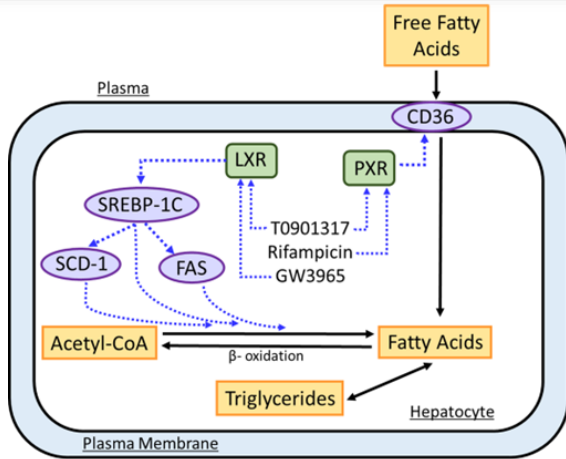 Free Fatty
Acids
Plasma
CD36
LXR
PXR
SREBP-1C
T0901317
Rifampicin
GW3965
SCD-1
FAS
Acetyl-CoA
β- oxidation
Fatty Acids
Triglycerides
Hepatocyte
Plasma Membrane